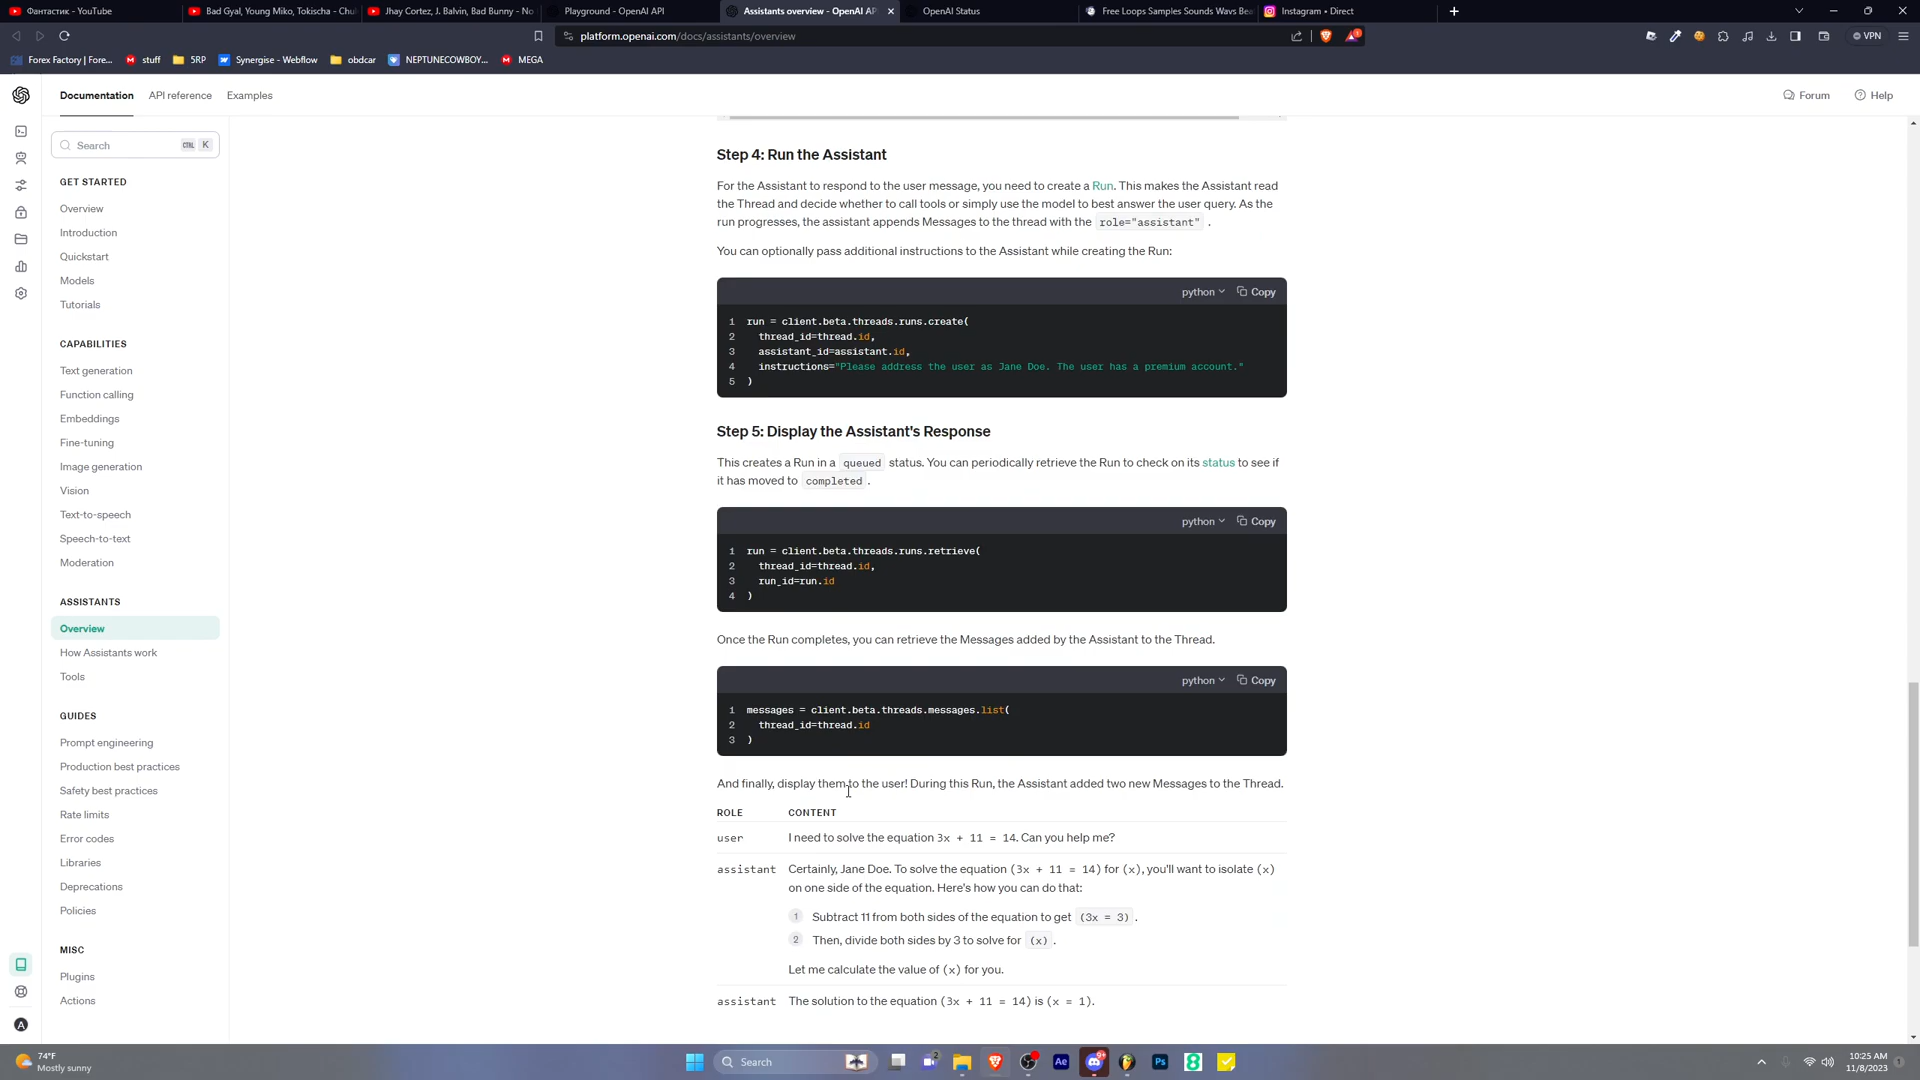 Фантастик - YouTube
Bad Gyal, Young Miko, Tokischa - Chu
Jhay Cortez, J. Balvin, Bad Bunny - No
Playground - OpenAI API
Assistants overview - OpenAI AP
OpenAI Status
Free Loops Samples Sounds Wavs Bea
Instagram • Direct
platform.openai.com/docs/assistants/overview
VPN
Forex Factory | Fore...
stuff
5RP
Synergise - Webflow
obdcar
NEPTUNECOWBOY...
MEGA
Documentation
API reference
Examples
Forum
Help
Search
CTRL K
GET STARTED
Overview
Introduction
Quickstart
Models
Tutorials
CAPABILITIES
Text generation
Function calling
Embeddings
Fine-tuning
Image generation
Vision
Text-to-speech
Speech-to-text
Moderation
ASSISTANTS
Overview
How Assistants work
Tools
GUIDES
Prompt engineering
Production best practices
Safety best practices
Rate limits
Error codes
Libraries
Deprecations
Policies
MISC
Plugins
Actions
A
Step 4: Run the Assistant
For the Assistant to respond to the user message, you need to create a Run. This makes the Assistant read
the Thread and decide whether to call tools or simply use the model to best answer the user query. As the
run progresses, the assistant appends Messages to the thread with the role="assistant" .
You can optionally pass additional instructions to the Assistant while creating the Run:
python
Copy
1 run = client.beta.threads.runs.create(
2 thread_id=thread.id,
3 assistant_id=assistant.id,
4 instructions="Please address the user as Jane Doe. The user has a premium account."
5 )
Step 5: Display the Assistant's Response
This creates a Run in a queued status. You can periodically retrieve the Run to check on its status to see if
it has moved to completed .
python
Copy
1 run = client.beta.threads.runs.retrieve(
2 thread_id=thread.id,
3 run_id=run.id
4 )
Once the Run completes, you can retrieve the Messages added by the Assistant to the Thread.
python
Copy
1 messages = client.beta.threads.messages.list(
2 thread_id=thread.id
3 )
And finally, display them to the user! During this Run, the Assistant added two new Messages to the Thread.
ROLE CONTENT
user I need to solve the equation 3x + 11 = 14. Can you help me?
assistant Certainly, Jane Doe. To solve the equation (3x + 11 = 14) for (x), you'll want to isolate (x)
on one side of the equation. Here's how you can do that:
1 Subtract 11 from both sides of the equation to get (3x = 3) .
2 Then, divide both sides by 3 to solve for (x) .
Let me calculate the value of (x) for you.
assistant The solution to the equation (3x + 11 = 14) is (x = 1).
74°F
Mostly sunny
Search
Ae
Ps
10:25 AM
11/8/2023